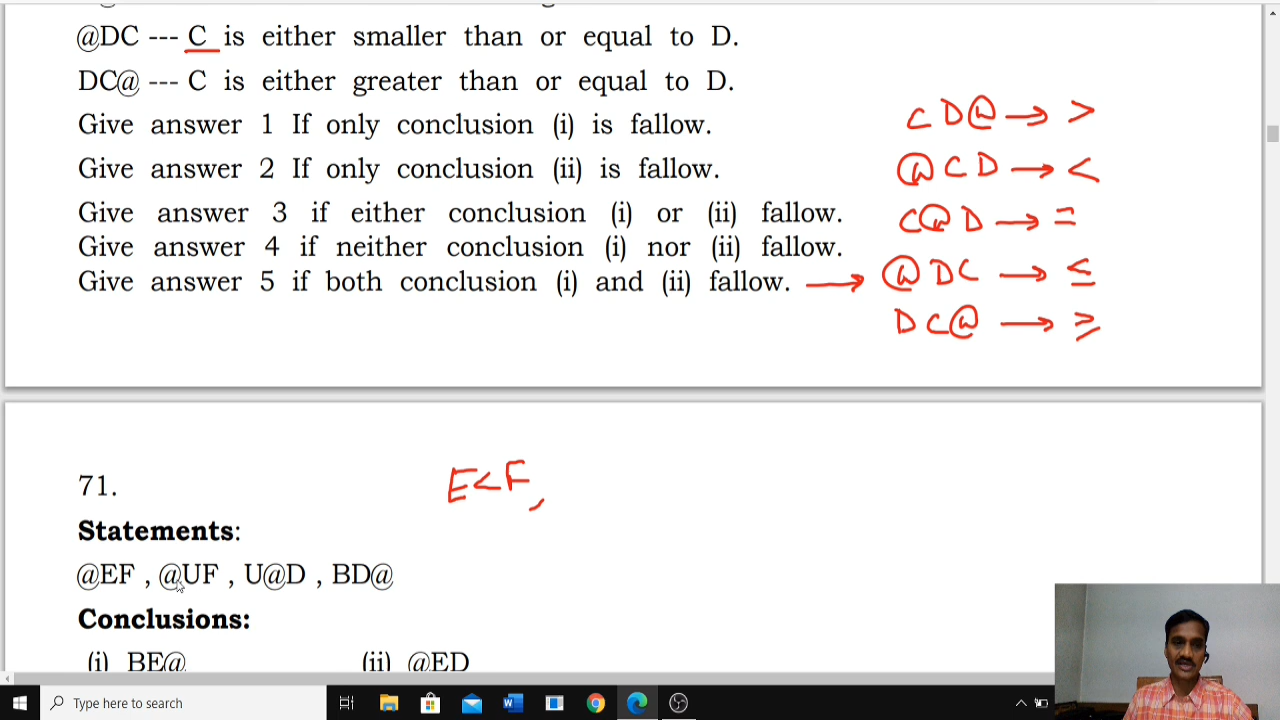 @DC --- C is either smaller than or equal to D.
DC@ --- C is either greater than or equal to D.
Give answer 1 If only conclusion (i) is fallow.
Give answer 2 If only conclusion (ii) is fallow.
Give answer 3 if either conclusion (i) or (ii) fallow.
Give answer 4 if neither conclusion (i) nor (ii) fallow.
Give answer 5 if both conclusion (i) and (ii) fallow. →
CD@ → >
@CD → <
C@D → =
@DC → ≤
DC@ → ≥
71.
E<F,
Statements:
@EF , @UF , U@D , BD@
Conclusions:
(i) BE@ (ii) @ED
Type here to search